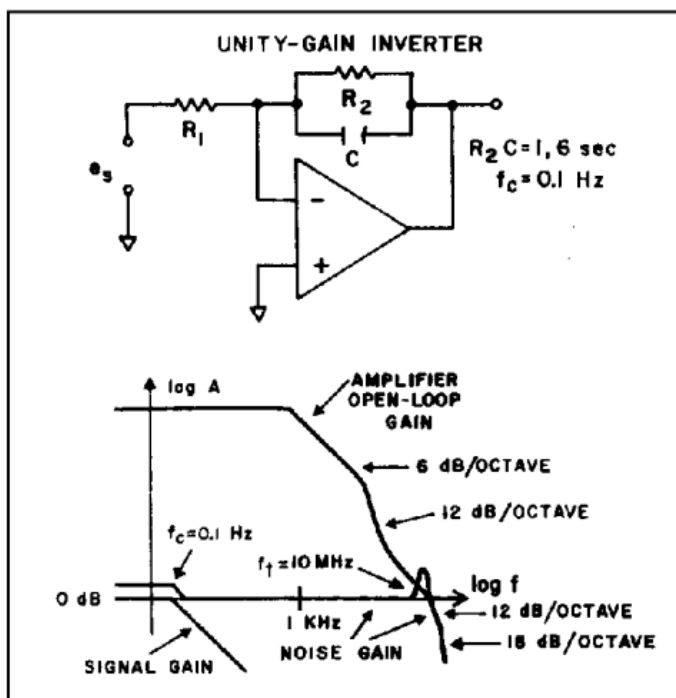 UNITY-GAIN INVERTER
R2
R1
C
R2 C=1, 6 sec
es
fc=0.1 Hz
-
+
log A
AMPLIFIER
OPEN-LOOP
GAIN
6 dB/OCTAVE
12 dB/OCTAVE
fc=0.1 Hz
ft=10 MHz
log f
0 dB
1 KHz
12 dB/OCTAVE
NOISE GAIN
18 dB/OCTAVE
SIGNAL GAIN